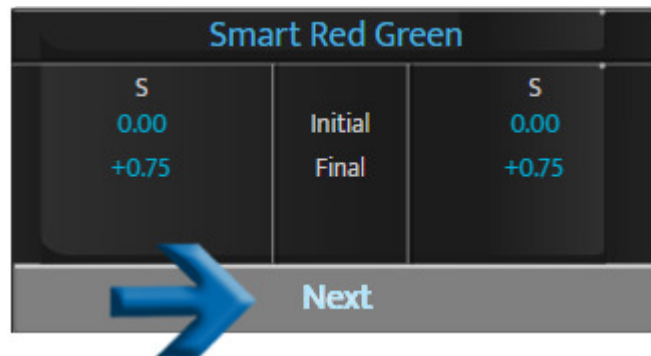 Smart Red Green
S S
0.00 Initial 0.00
+0.75 Final +0.75
Next